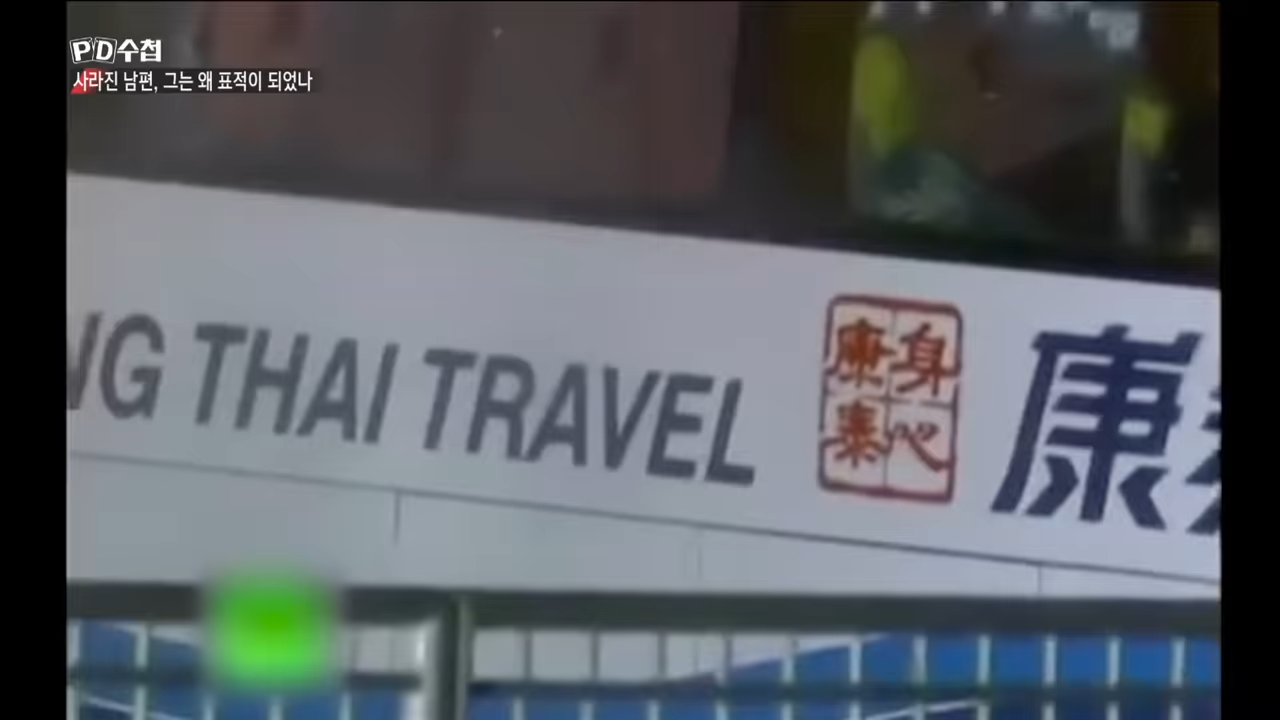 PD수첩
사라진 남편, 그는 왜 표적이 되었나
NG THAI TRAVEL
身心
康泰
康